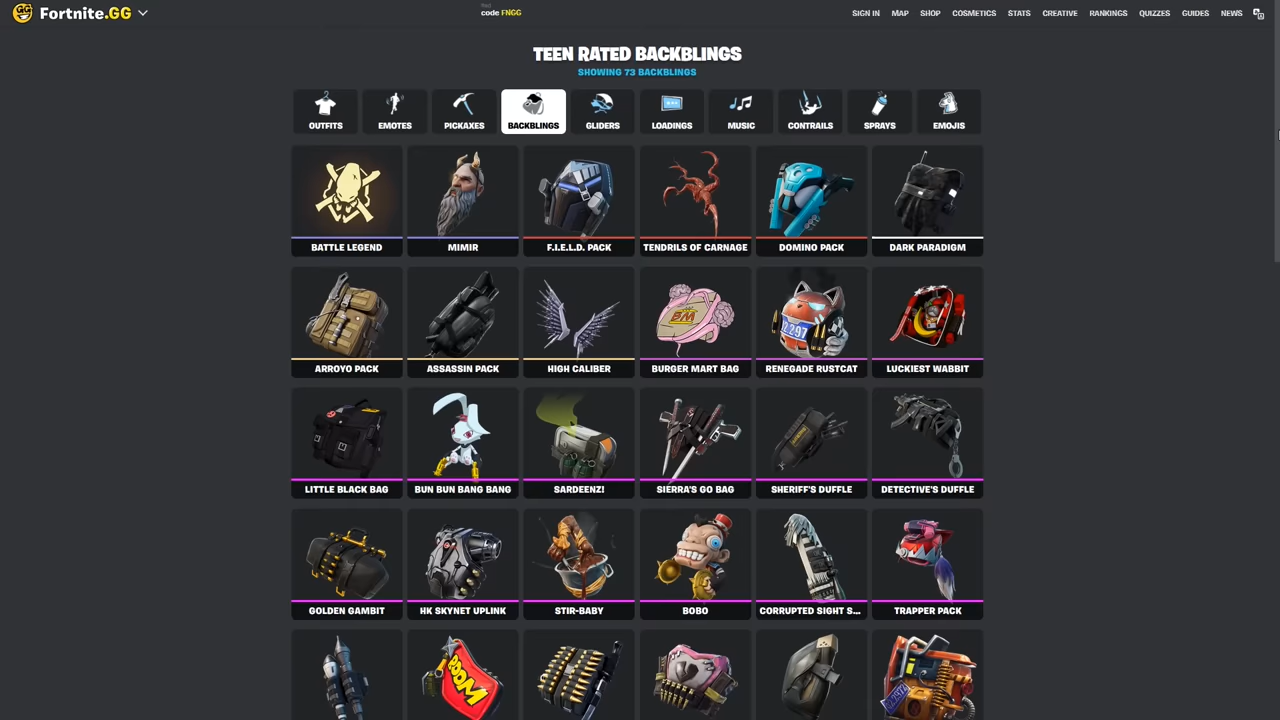 Fortnite.GG
code FNGG
SIGN IN MAP SHOP COSMETICS STATS CREATIVE RANKINGS QUIZZES GUIDES NEWS
TEEN RATED BACKBLINGS
SHOWING 73 BACKBLINGS
OUTFITS EMOTES PICKAXES BACKBLINGS GLIDERS LOADINGS MUSIC CONTRAILS SPRAYS EMOJIS
BATTLE LEGEND MIMIR F.I.E.L.D. PACK TENDRILS OF CARNAGE DOMINO PACK DARK PARADIGM
BM
2,297
ARROYO PACK ASSASSIN PACK HIGH CALIBER BURGER MART BAG RENEGADE RUSTCAT LUCKIEST WABBIT
LITTLE BLACK BAG BUN BUN BANG BANG SARDEENZ! SIERRA'S GO BAG SHERIFF'S DUFFLE DETECTIVE'S DUFFLE
GOLDEN GAMBIT HK SKYNET UPLINK STIR-BABY BOBO CORRUPTED SIGHT S... TRAPPER PACK
BOOM